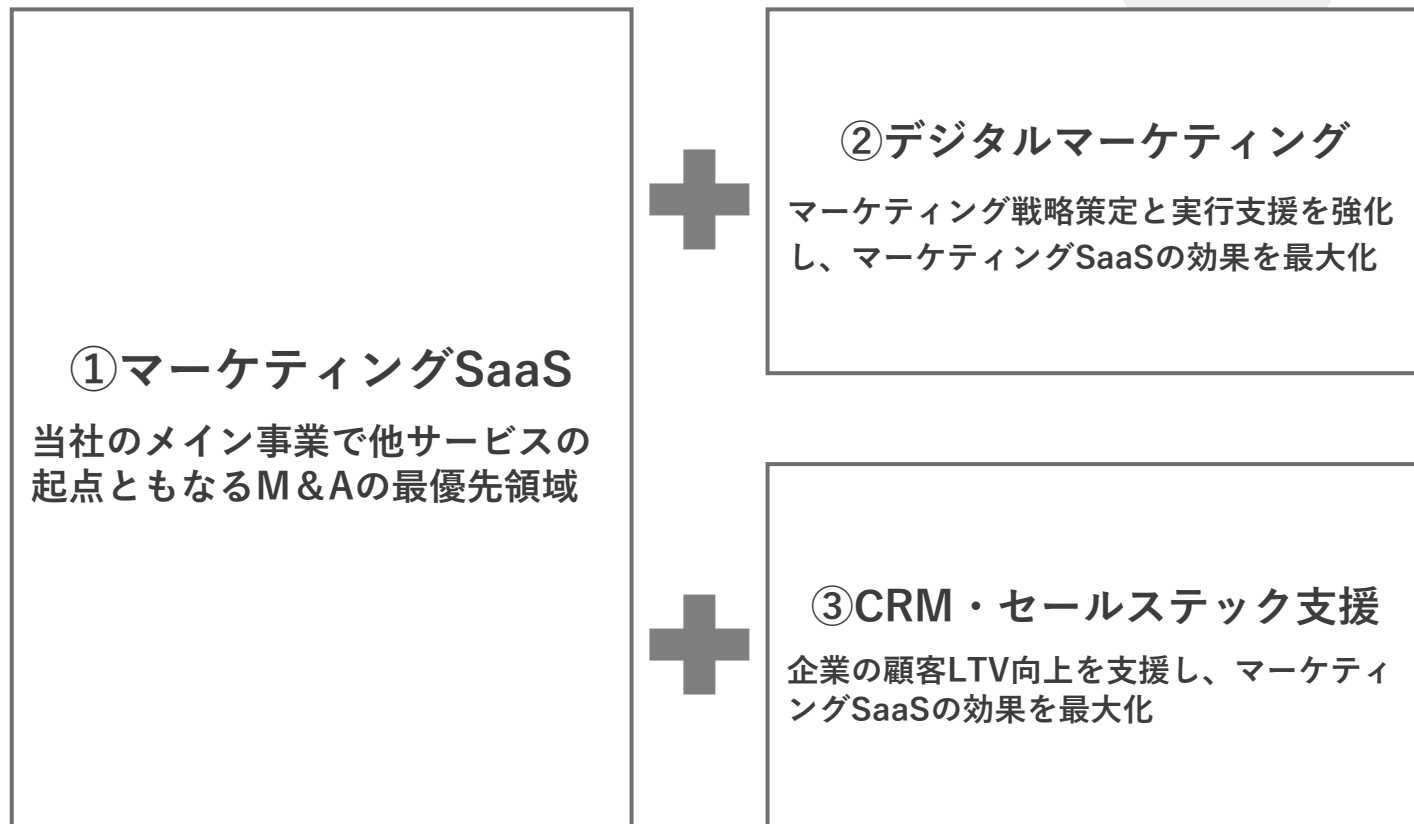 ①マーケティングSaaS
当社のメイン事業で他サービスの
起点ともなるM＆Aの最優先領域
②デジタルマーケティング
マーケティング戦略策定と実行支援を強化
し、マーケティングSaaSの効果を最大化
③CRM・セールステック支援
企業の顧客LTV向上を支援し、マーケティ
ングSaaSの効果を最大化